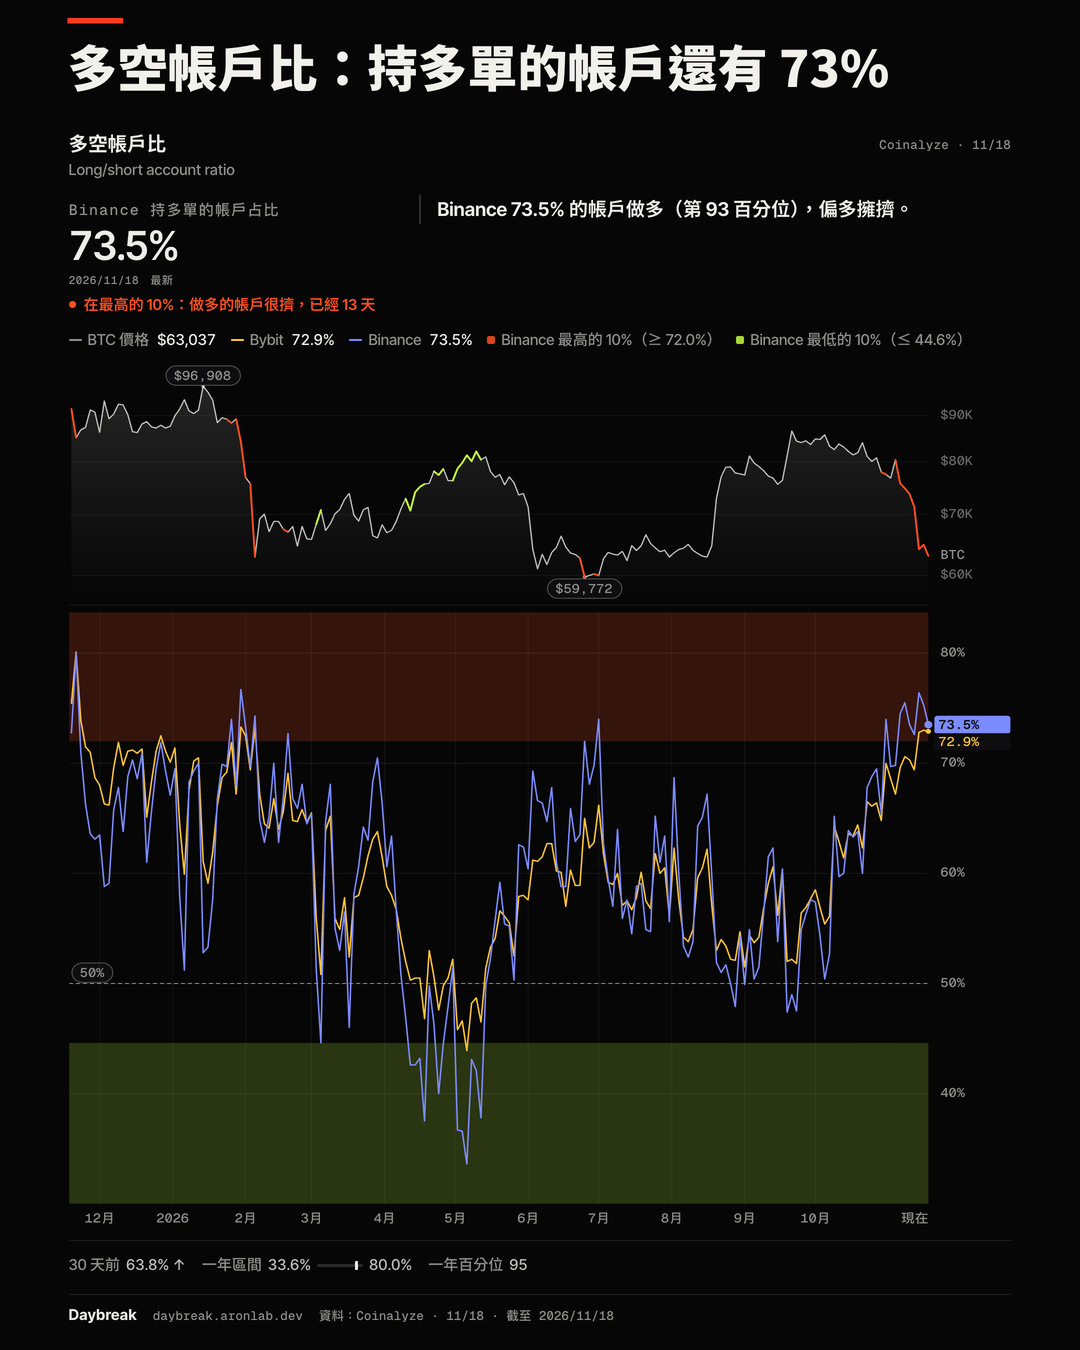 多空帳戶比：持多單的帳戶還有 73%
多空帳戶比
Coinalyze · 11/18
Long/short account ratio
Binance 持多單的帳戶占比
Binance 73.5% 的帳戶做多（第 93 百分位），偏多擁擠。
73.5%
2026/11/18 最新
在最高的 10%：做多的帳戶很擠，已經 13 天
BTC 價格 $63,037 Bybit 72.9% Binance 73.5% Binance 最高的 10%（≥ 72.0%） Binance 最低的 10%（≤ 44.6%）
$96,908
$90K
$80K
$70K
BTC
$60K
$59,772
80%
73.5%
72.9%
70%
60%
50%
50%
40%
12月 2026 2月 3月 4月 5月 6月 7月 8月 9月 10月 現在
30 天前 63.8% ↑ 一年區間 33.6% 80.0% 一年百分位 95
Daybreak daybreak.aronlab.dev 資料：Coinalyze · 11/18 · 截至 2026/11/18